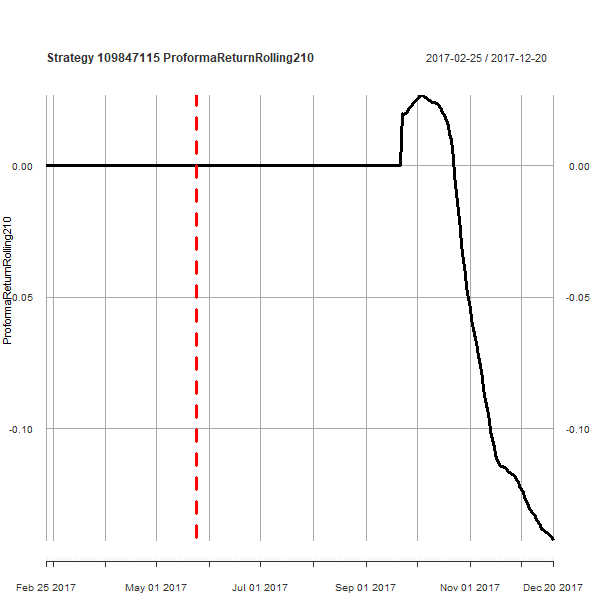 Strategy 109847115 ProformaReturnRolling210
2017-02-25 / 2017-12-20
ProformaReturnRolling210
0.00
0.00
-0.05
-0.05
-0.10
-0.10
Feb 25 2017
May 01 2017
Jul 01 2017
Sep 01 2017
Nov 01 2017
Dec 20 2017